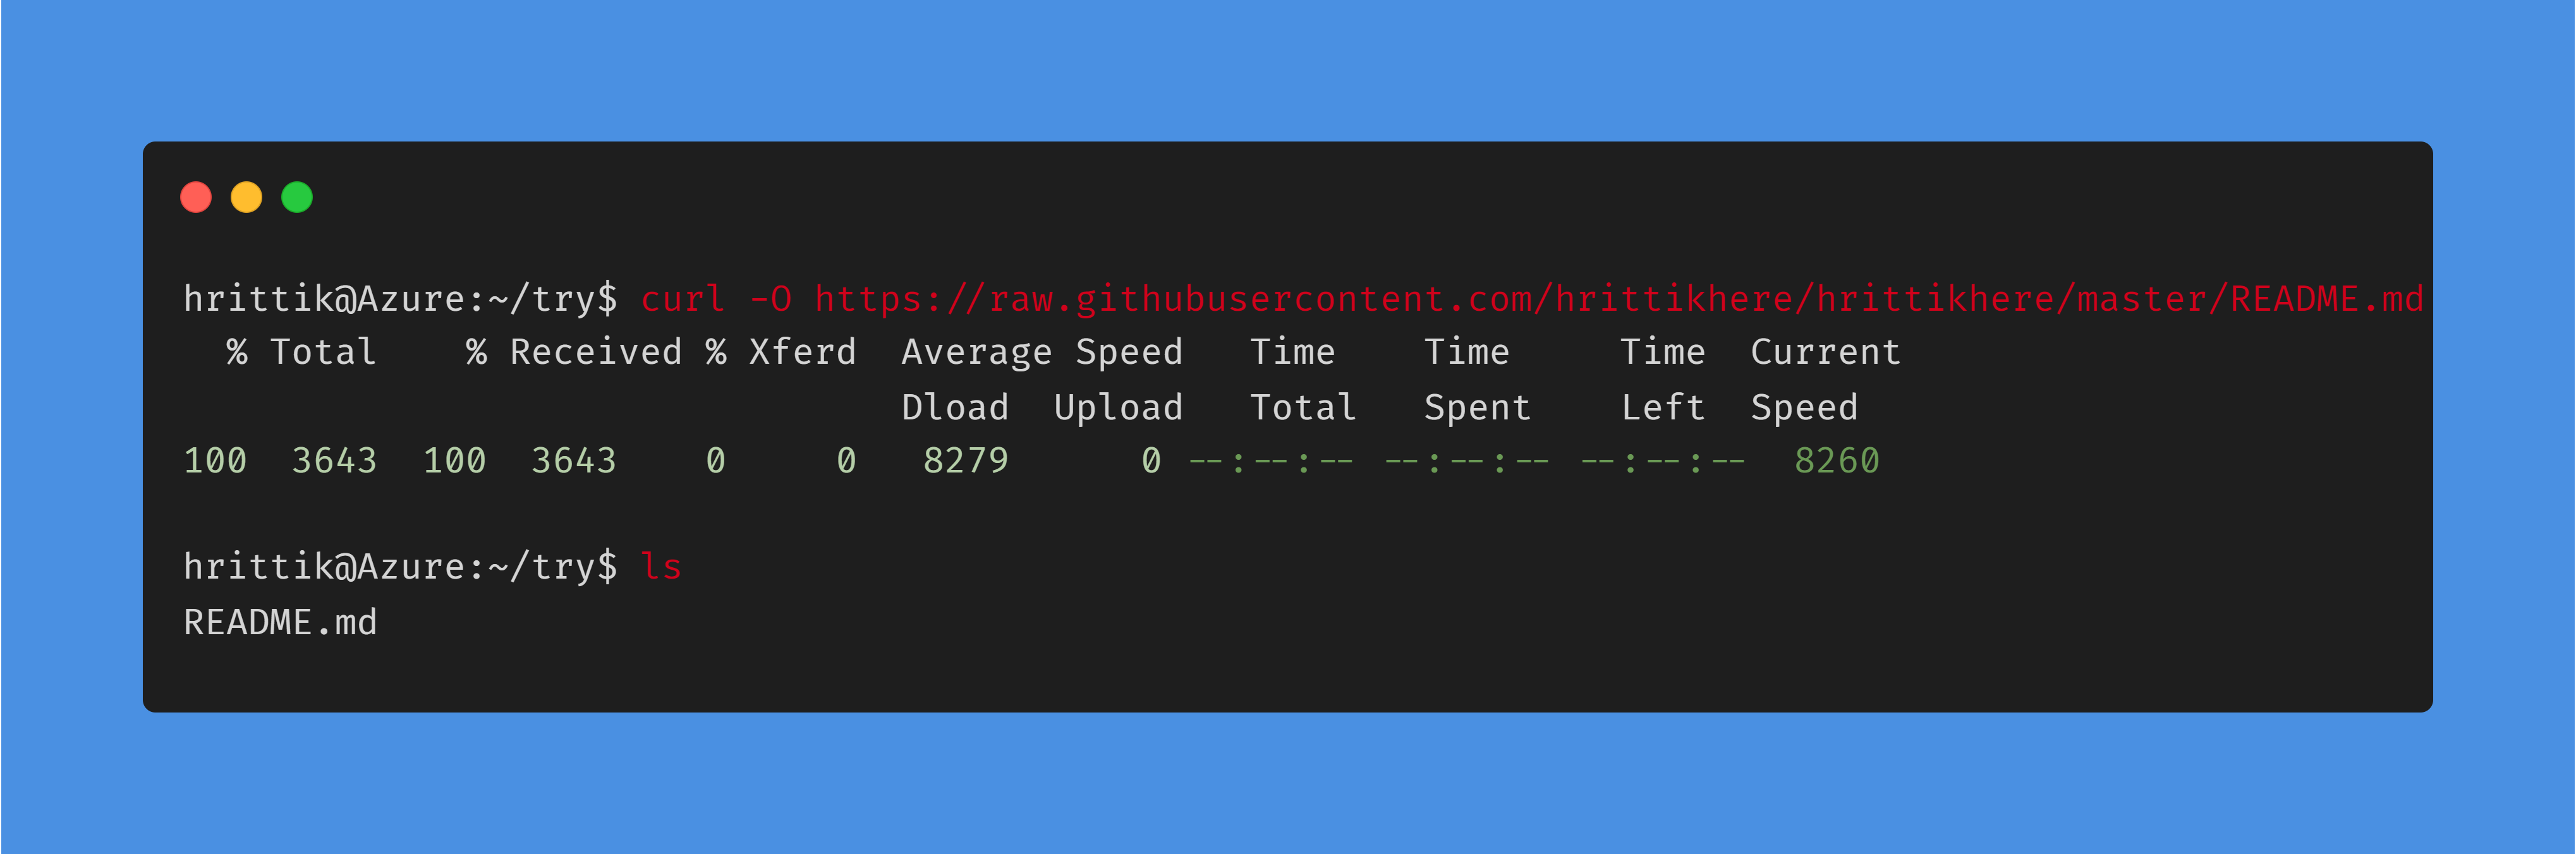 hrittik@Azure:~/try$ curl -O https://raw.githubusercontent.com/hrittikhere/hrittikhere/master/README.md
  % Total    % Received % Xferd  Average Speed   Time    Time     Time  Current
                                 Dload  Upload   Total   Spent    Left  Speed
100  3643  100  3643    0     0   8279      0 --:--:-- --:--:-- --:--:--  8260
hrittik@Azure:~/try$ ls
README.md